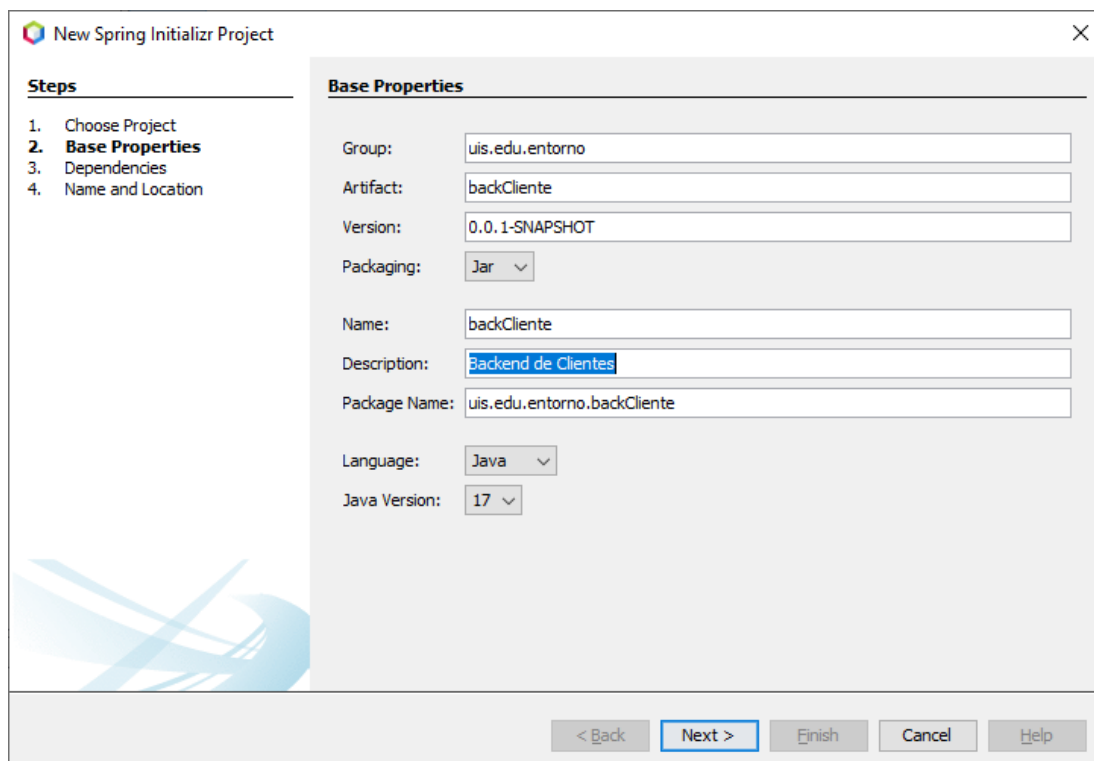 New Spring Initializr Project
Steps
1. Choose Project
2. Base Properties
3. Dependencies
4. Name and Location
Base Properties
Group: uis.edu.entorno
Artifact: backCliente
Version: 0.0.1-SNAPSHOT
Packaging: Jar
Name: backCliente
Description: Backend de Clientes
Package Name: uis.edu.entorno.backCliente
Language: Java
Java Version: 17
< Back Next > Finish Cancel Help